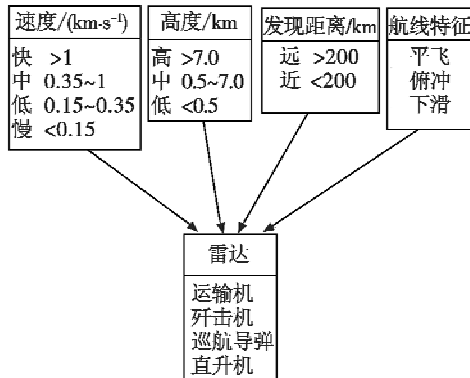 速度/(km·s⁻¹)
快 >1
中 0.35~1
低 0.15~0.35
慢 <0.15
高度/km
高 >7.0
中 0.5~7.0
低 <0.5
发现距离/km
远 >200
近 <200
航线特征
平飞
俯冲
下滑
雷达
运输机
歼击机
巡航导弹
直升机